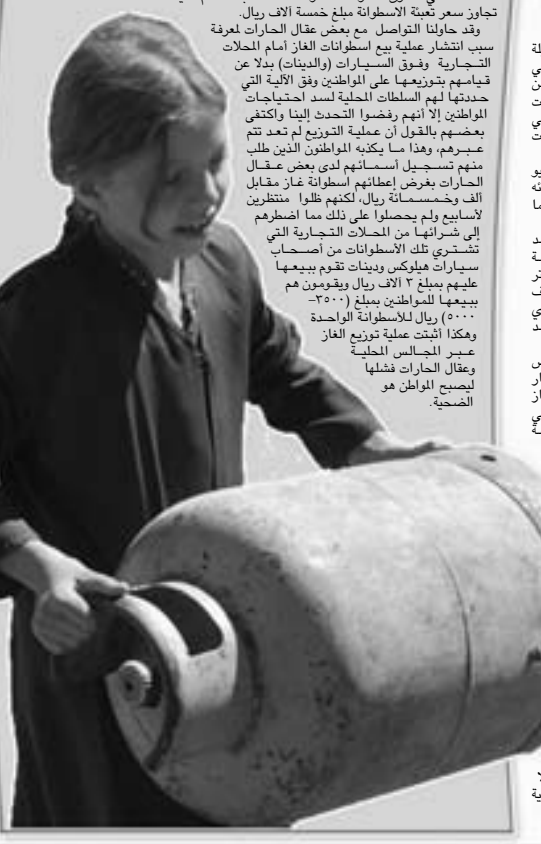 تجاوز سعر تعبئة الاسطوانة مبلغ خمسة آلاف ريال.
وقد حاولنا التواصل مع بعض عقال الحارات لمعرفة
سبب انتشار عملية بيع اسطوانات الغاز أمام المحلات
التجارية وفوق السيارات (والدينات) بدلا عن
قيامهم بتوزيعها على المواطنين وفق الآلية التي
حددتها لهم السلطات المحلية لسد احتياجات
المواطنين إلا أنهم رفضوا التحدث إلينا واكتفى
بعضهم بالقول أن عملية التوزيع لم تعد تتم
عبرهم، وهذا ما يكذبه المواطنون الذين طلب
منهم تسجيل أسمائهم لدى بعض عقال
الحارات بغرض إعطائهم اسطوانة غاز مقابل
ألف وخمسمائة ريال، لكنهم ظلوا منتظرين
لأسابيع ولم يحصلوا على ذلك مما اضطرهم
إلى شرائها من المحلات التجارية التي
تشتري تلك الأسطوانات من أصحاب
سيارات هيلوكس ودينات تقوم ببيعها
عليهم بمبلغ ٣ آلاف ريال ويقومون هم
ببيعها للمواطنين بمبلغ (٣٥٠٠–
٥٠٠٠) ريال للأسطوانة الواحدة
وهكذا أثبتت عملية توزيع الغاز
عبر المجالس المحلية
وعقال الحارات فشلها
ليصبح المواطن هو
الضحية.